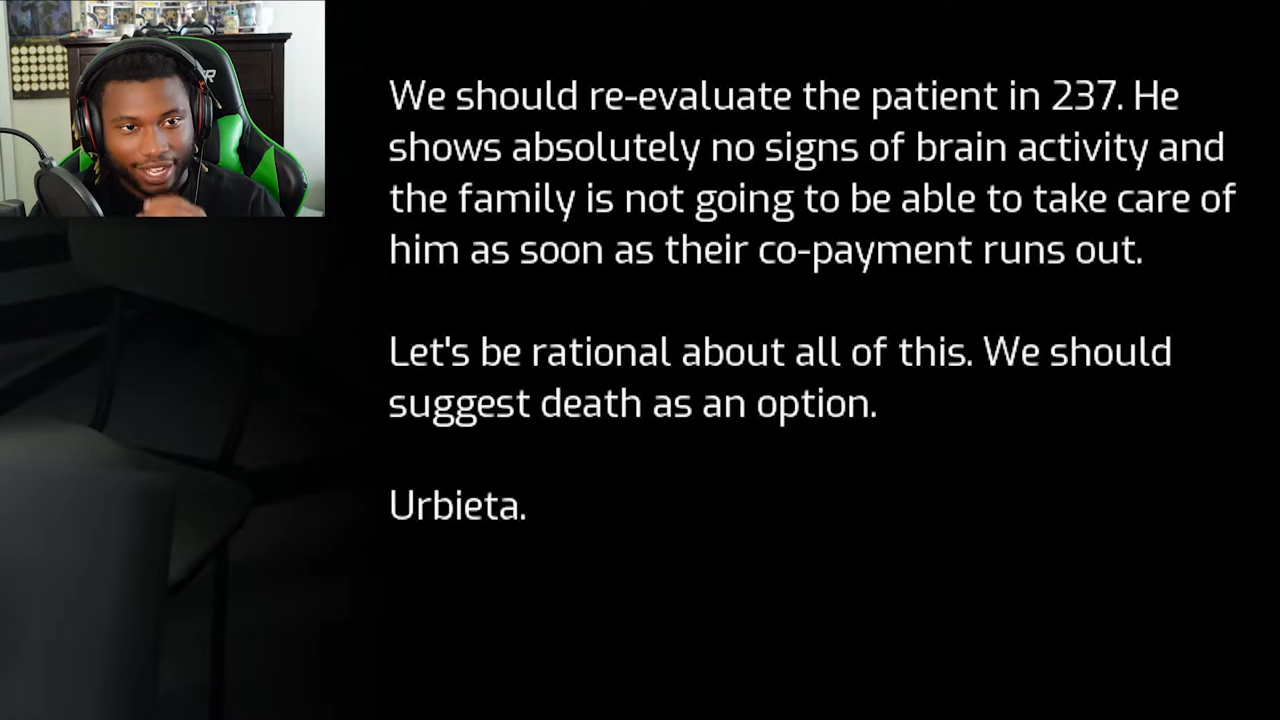 We should re-evaluate the patient in 237. He
shows absolutely no signs of brain activity and
the family is not going to be able to take care of
him as soon as their co-payment runs out.
Let's be rational about all of this. We should
suggest death as an option.
Urbieta.